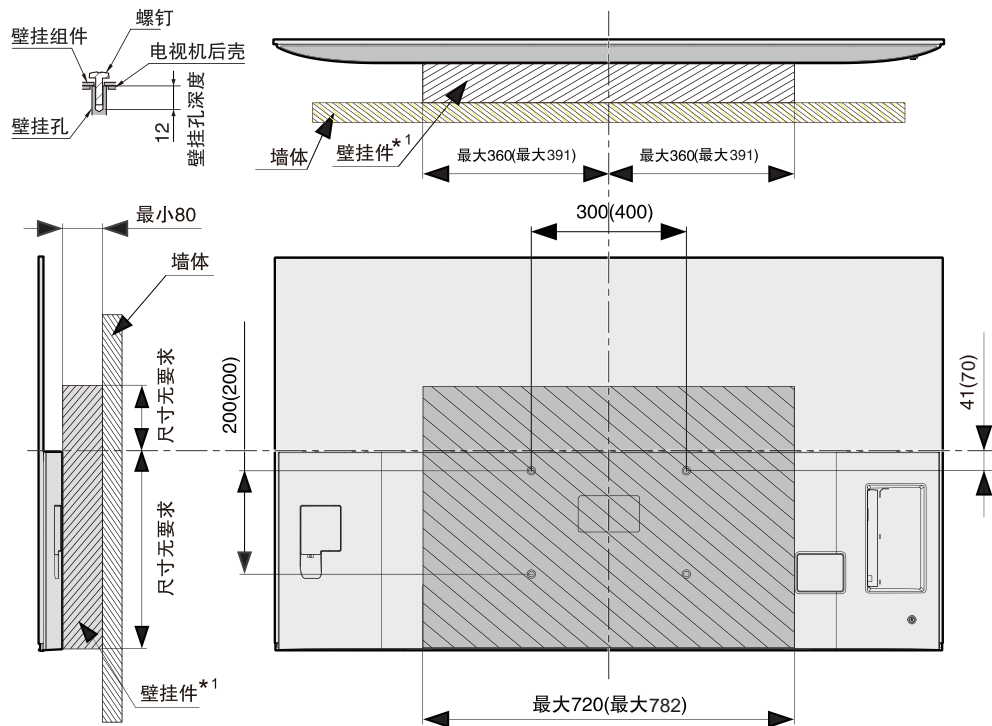 螺钉
壁挂组件
电视机后壳
壁挂孔
12
壁挂孔深度
墙体
壁挂件*1
最大360(最大391)
最大360(最大391)
最小80
300(400)
墙体
尺寸无要求
200(200)
41(70)
尺寸无要求
壁挂件*1
最大720(最大782)